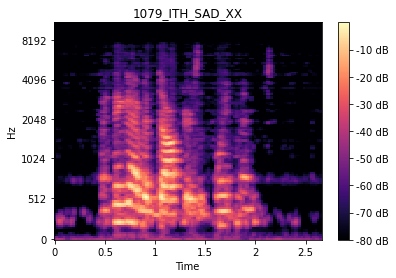 1079_ITH_SAD_XX
8192
4096
2048
1024
512
0
Hz
0
0.5
1
1.5
2
2.5
Time
-10 dB
-20 dB
-30 dB
-40 dB
-50 dB
-60 dB
-70 dB
-80 dB